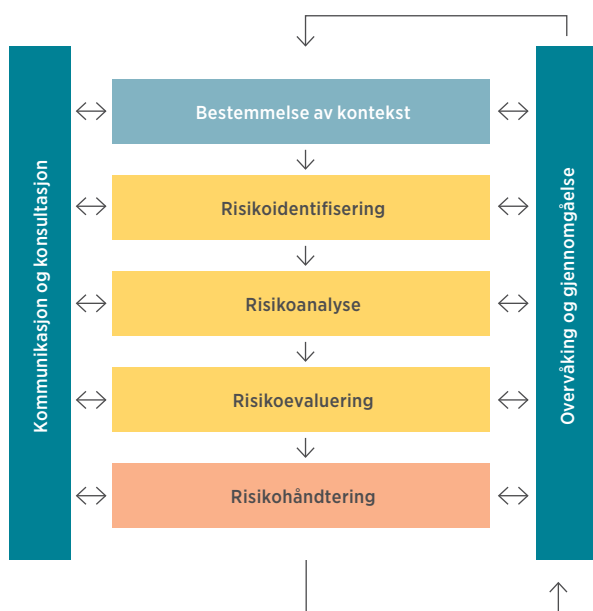 Kommunikasjon og konsultasjon
Bestemmelse av kontekst
Risikoidentifisering
Risikoanalyse
Risikoevaluering
Risikohåndtering
Overvåking og gjennomgåelse